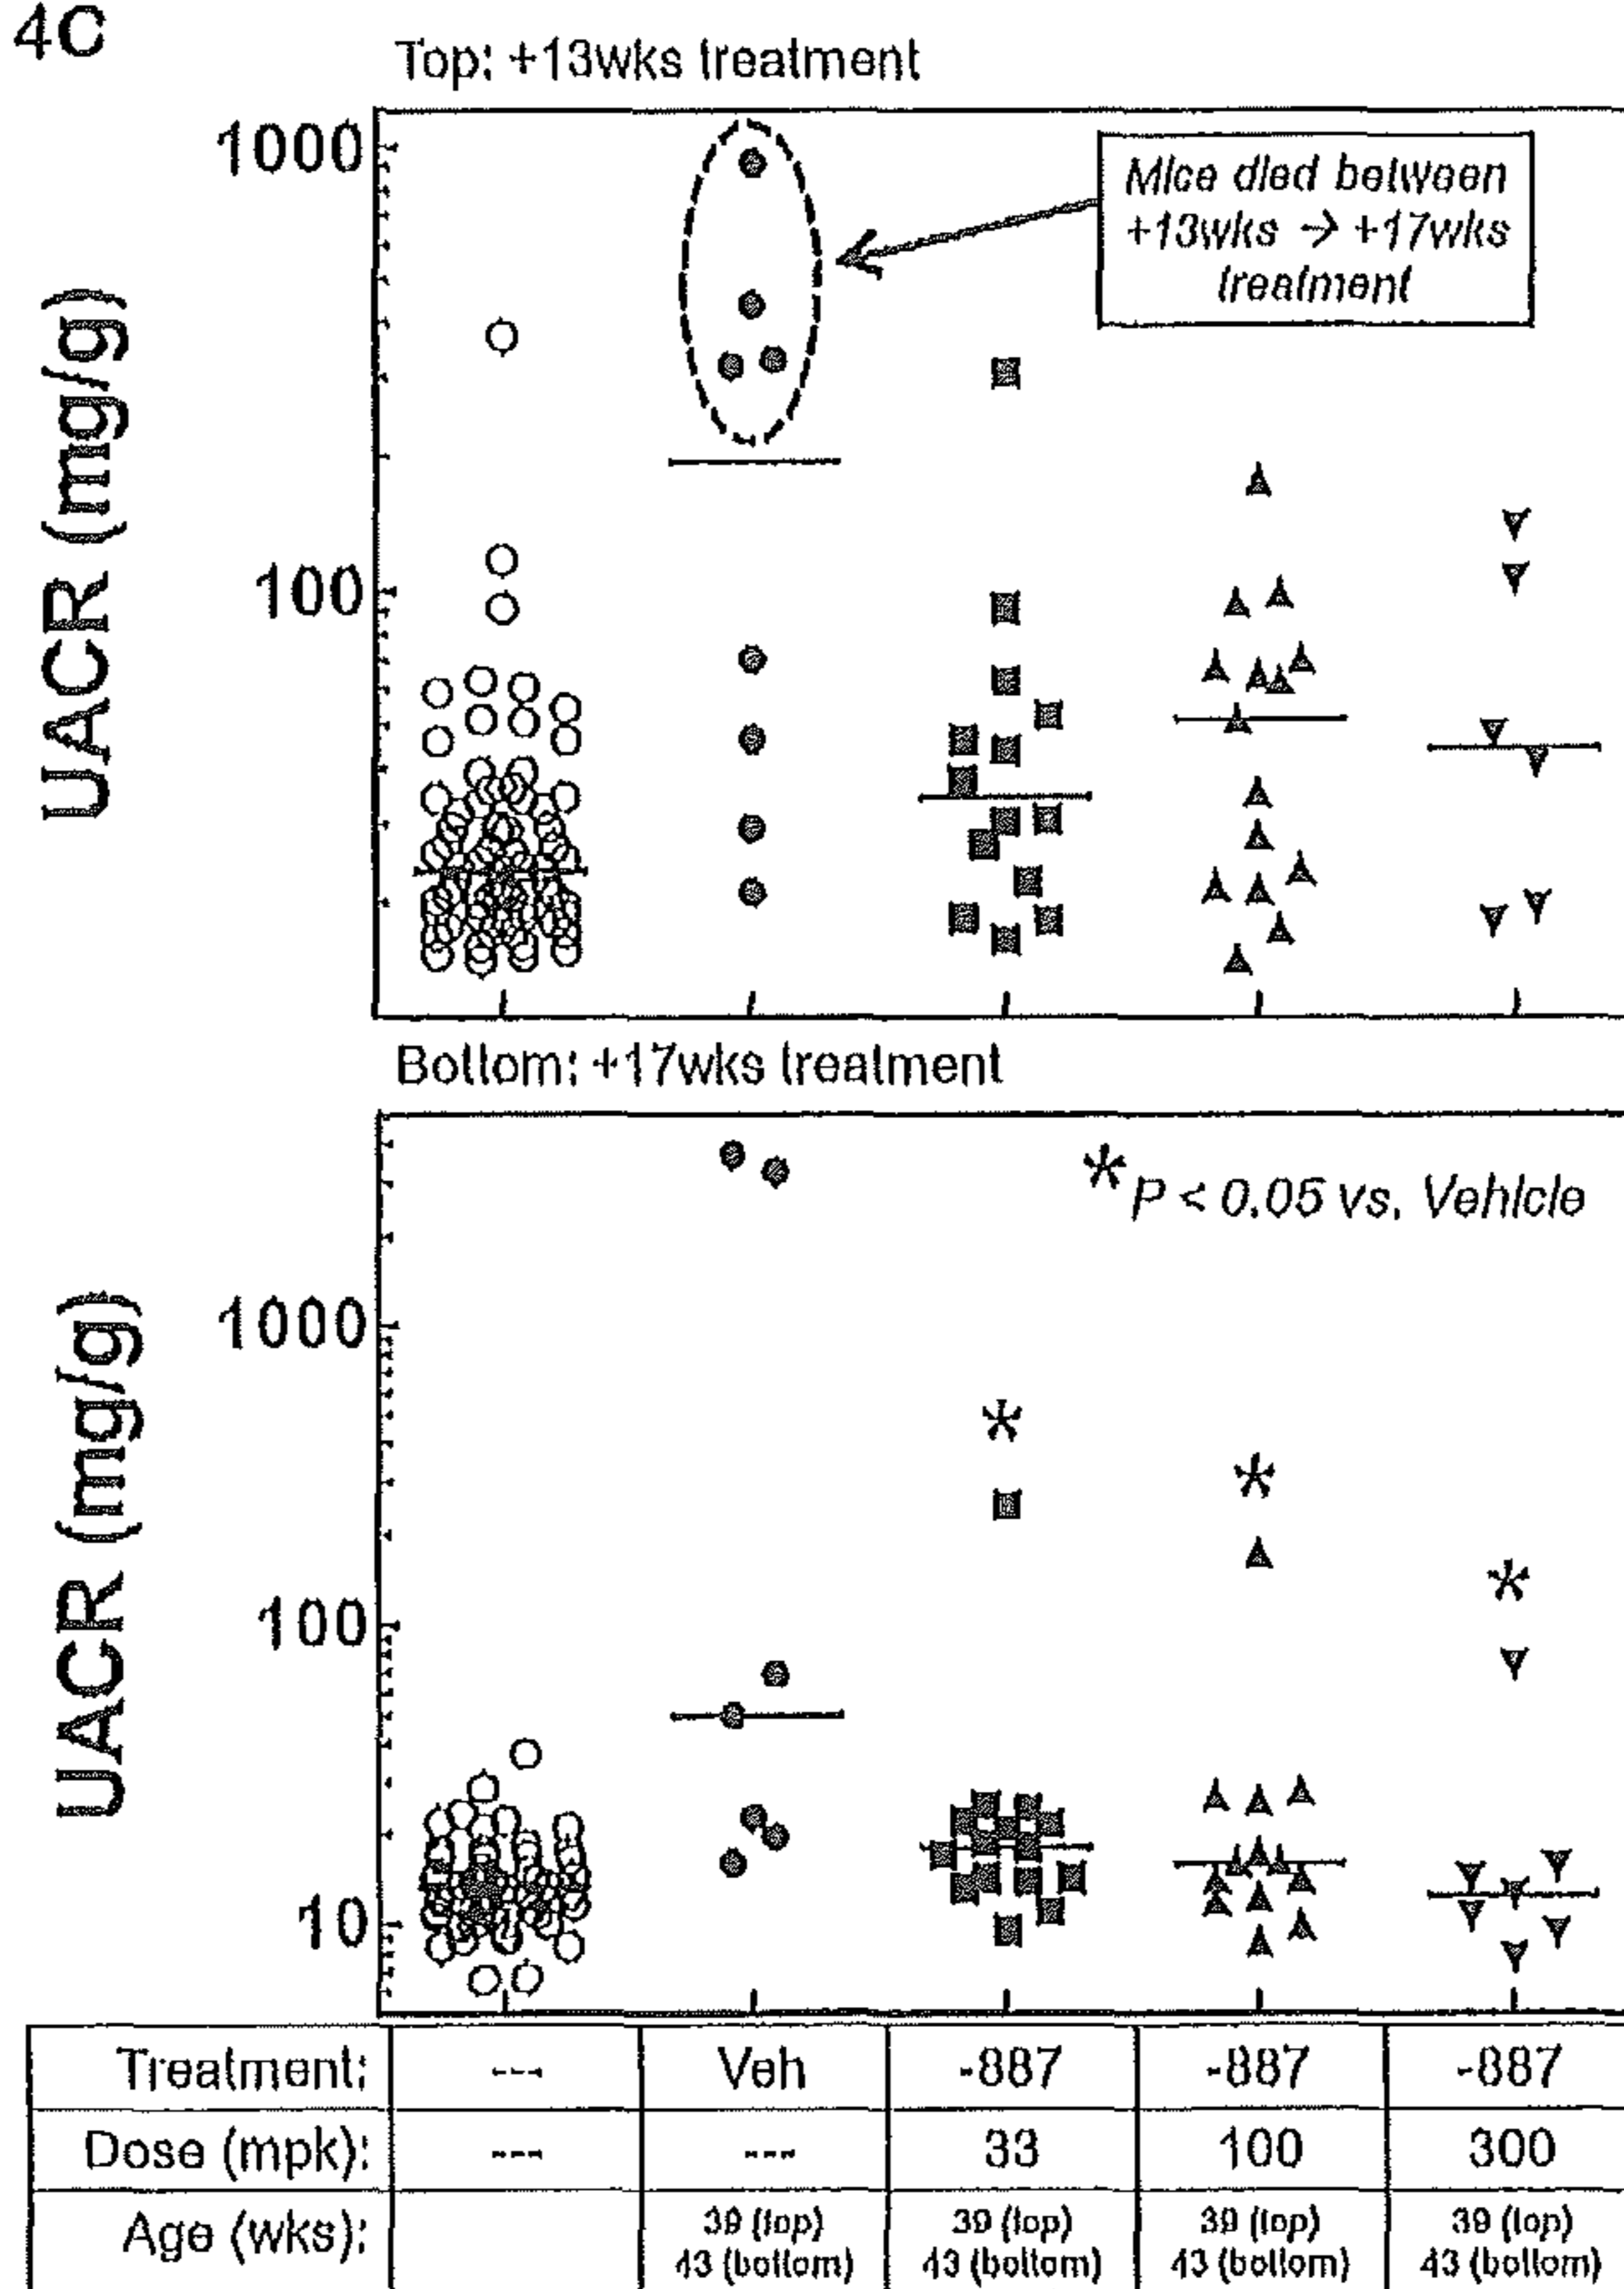 4C
Top: +13wks treatment
1000
100
UACR (mg/g)
Mice died between
+13wks → +17wks
treatment
Bottom: +17wks treatment
* P < 0.05 vs. Vehicle
1000
100
10
UACR (mg/g)
*
*
*
Treatment: --- Veh -887 -887 -887
Dose (mpk): --- --- 33 100 300
Age (wks): 39 (top) 39 (top) 39 (top) 39 (top)
43 (bottom) 43 (bottom) 43 (bottom) 43 (bottom)